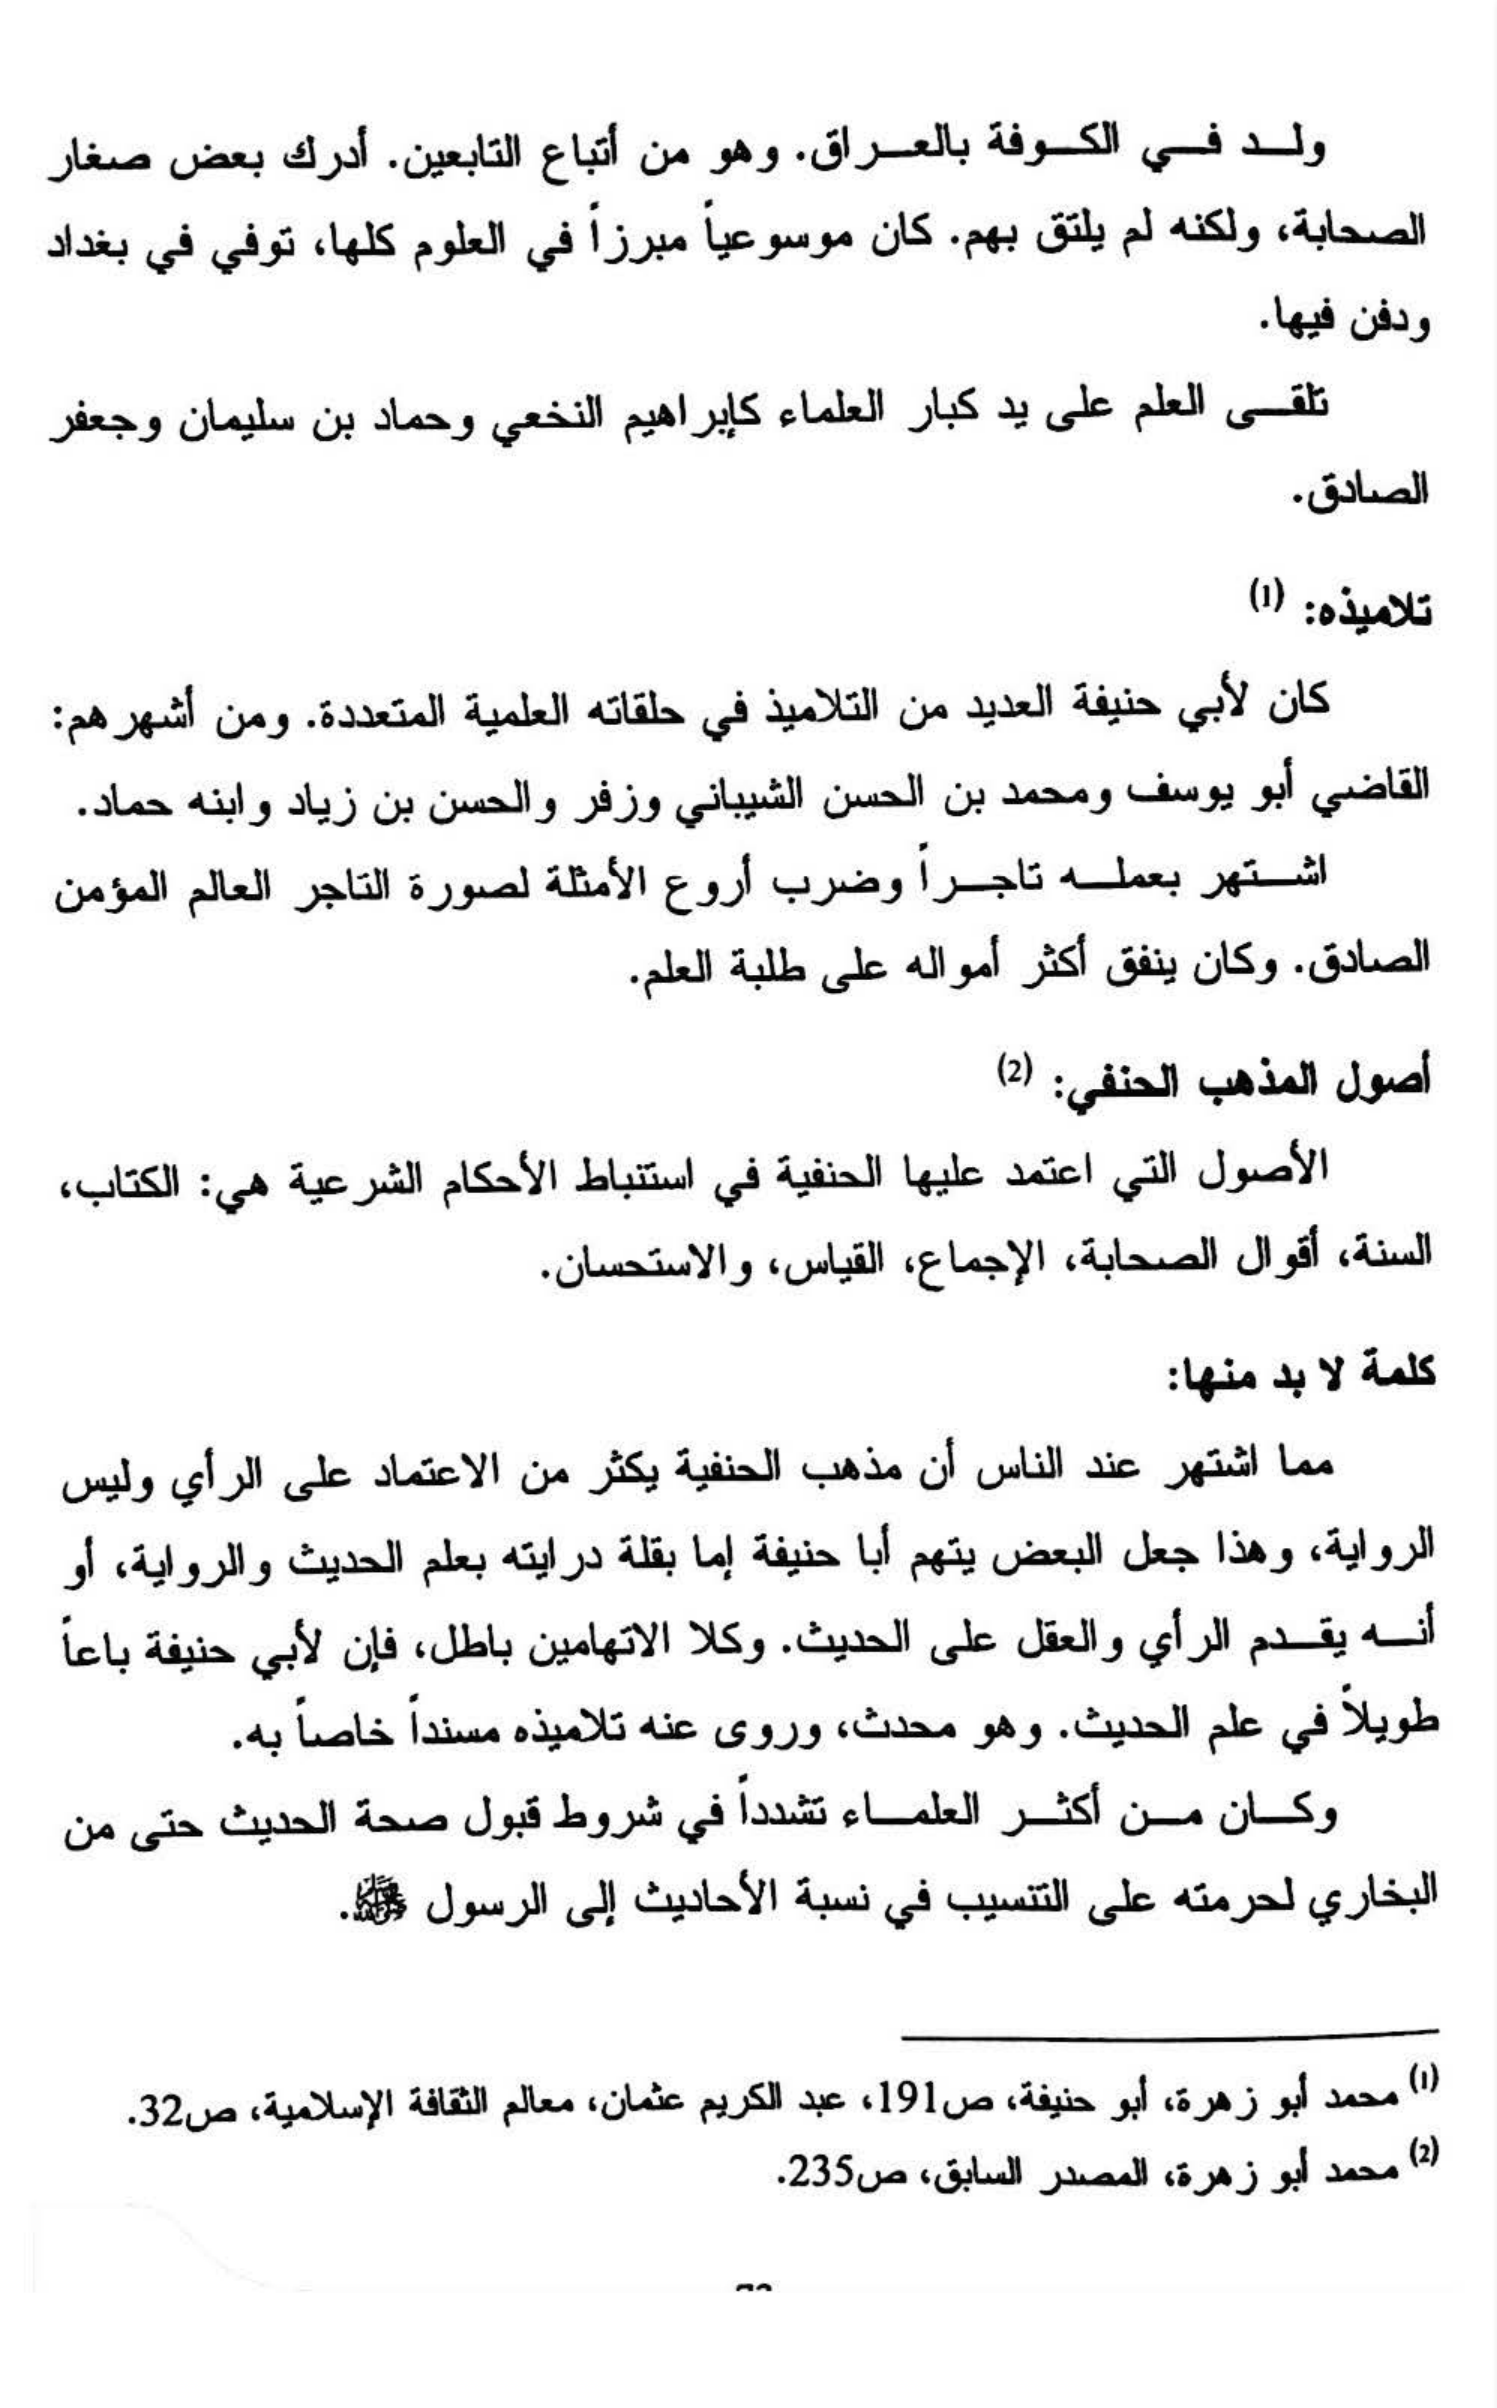 ولد في الكوفة بالعراق. وهو من أتباع التابعين. أدرك بعض صغار
الصحابة، ولكنه لم يلتق بهم. كان موسوعياً مبرزاً في العلوم كلها، توفي في بغداد
ودفن فيها.
تلقى العلم على يد كبار العلماء كإبراهيم النخعي وحماد بن سليمان وجعفر
الصادق.
تلاميذه: (1)
كان لأبي حنيفة العديد من التلاميذ في حلقاته العلمية المتعددة. ومن أشهرهم:
القاضي أبو يوسف ومحمد بن الحسن الشيباني وزفر والحسن بن زياد وابنه حماد.
اشتهر بعمله تاجراً وضرب أروع الأمثلة لصورة التاجر العالم المؤمن
الصادق. وكان ينفق أكثر أمواله على طلبة العلم.
أصول المذهب الحنفي: (2)
الأصول التي اعتمد عليها الحنفية في استنباط الأحكام الشرعية هي: الكتاب،
السنة، أقوال الصحابة، الإجماع، القياس، والاستحسان.
كلمة لا بد منها:
مما اشتهر عند الناس أن مذهب الحنفية يكثر من الاعتماد على الرأي وليس
الرواية، وهذا جعل البعض يتهم أبا حنيفة إما بقلة درايته بعلم الحديث والرواية، أو
أنه يقدم الرأي والعقل على الحديث. وكلا الاتهامين باطل، فإن لأبي حنيفة باعاً
طويلاً في علم الحديث. وهو محدث، وروى عنه تلاميذه مسنداً خاصاً به.
وكان من أكثر العلماء تشدداً في شروط قبول صحة الحديث حتى من
البخاري لحرمته على التنسيب في نسبة الأحاديث إلى الرسول ﷺ.
(1) محمد أبو زهرة، أبو حنيفة، ص191، عبد الكريم عثمان، معالم الثقافة الإسلامية، ص32.
(2) محمد أبو زهرة، المصدر السابق، ص235.